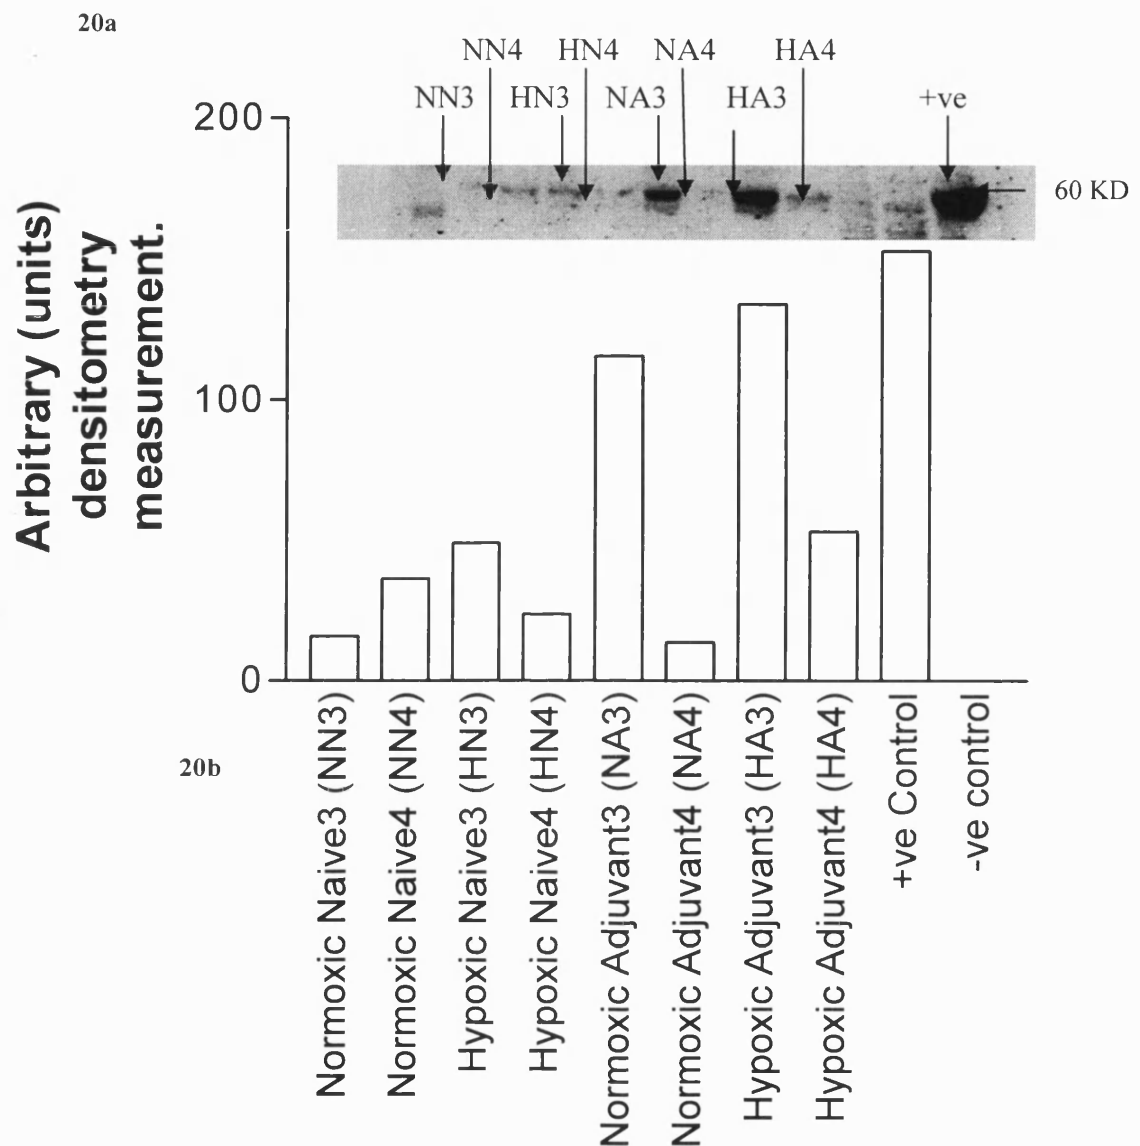 20a
NN4 HN4 NA4 HA4
NN3 HN3 NA3 HA3 +ve
200
60 KD
Arbitrary (units)
densitometry
measurement.
100
0
20b
Normoxic Naive3 (NN3)
Normoxic Naive4 (NN4)
Hypoxic Naive3 (HN3)
Hypoxic Naive4 (HN4)
Normoxic Adjuvant3 (NA3)
Normoxic Adjuvant4 (NA4)
Hypoxic Adjuvant3 (HA3)
Hypoxic Adjuvant4 (HA4)
+ve Control
-ve control